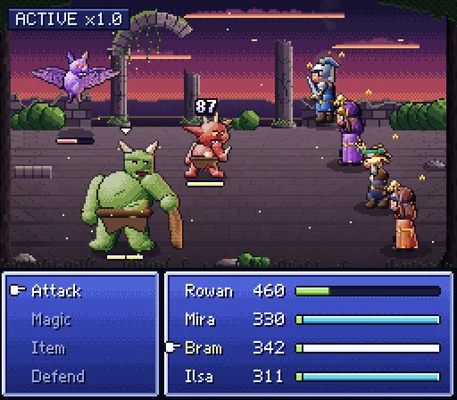 ACTIVE x1.0
87
Attack
Magic
Item
Defend
Rowan 460
Mira 330
Bram 342
Ilsa 311